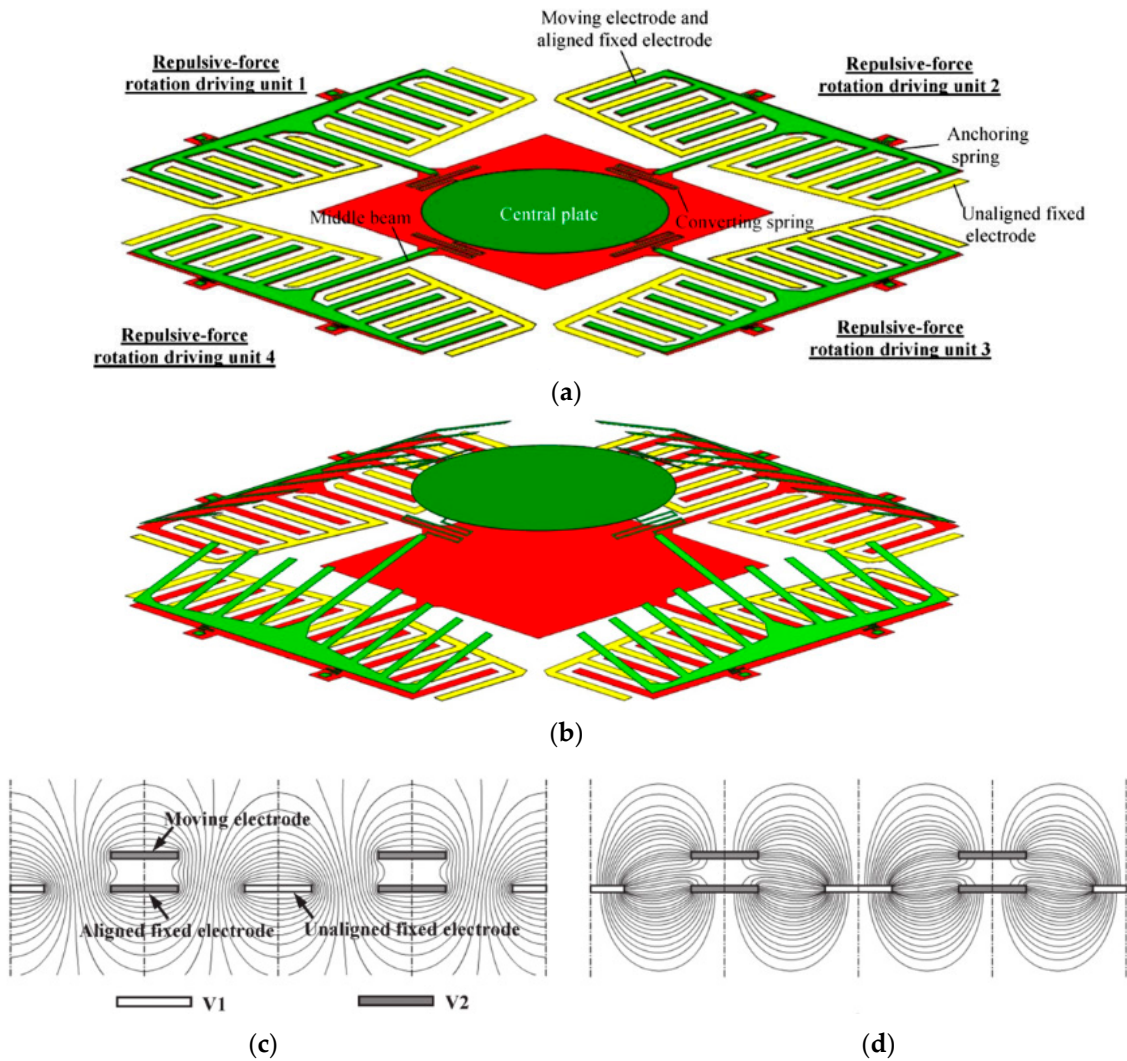 Moving electrode and
aligned fixed electrode
Repulsive-force
rotation driving unit 1
Repulsive-force
rotation driving unit 2
Anchoring
spring
Middle beam
Central plate
Converting spring
Unaligned fixed
electrode
Repulsive-force
rotation driving unit 4
Repulsive-force
rotation driving unit 3
(a)
(b)
Moving electrode
Aligned fixed electrode
Unaligned fixed electrode
V1
V2
(c)
(d)